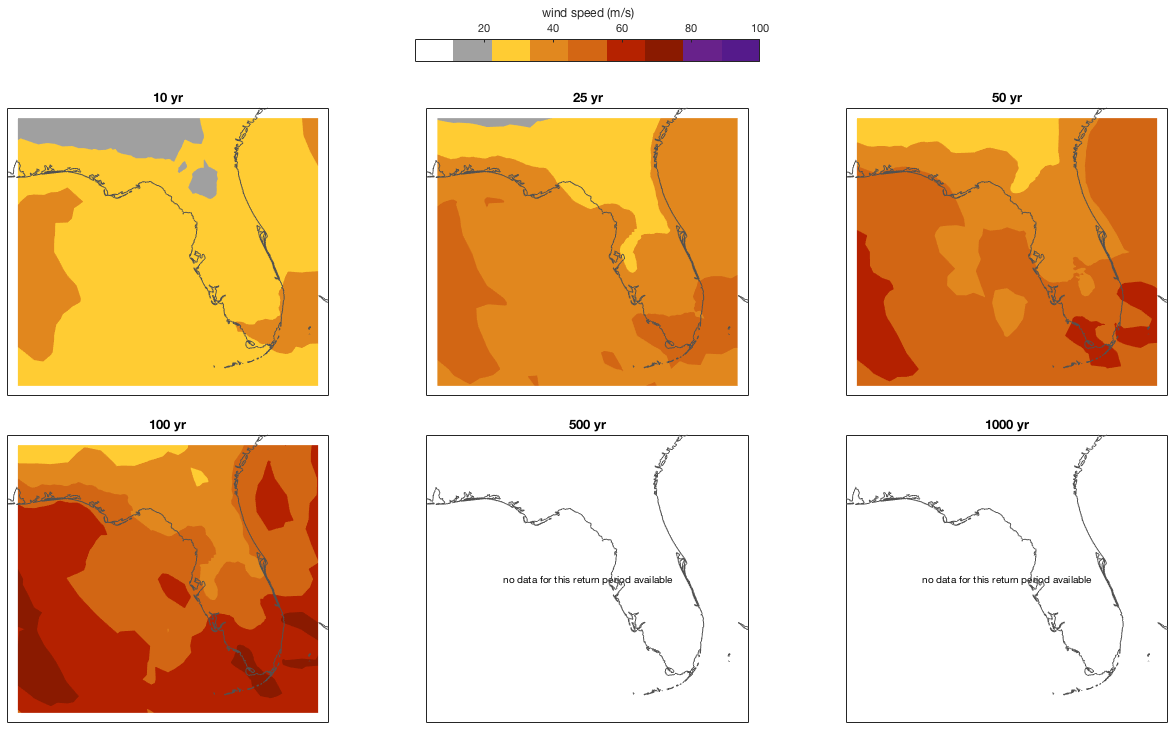 wind speed (m/s)
20 40 60 80 100
10 yr
25 yr
50 yr
100 yr
500 yr
1000 yr
no data for this return period available
no data for this return period available